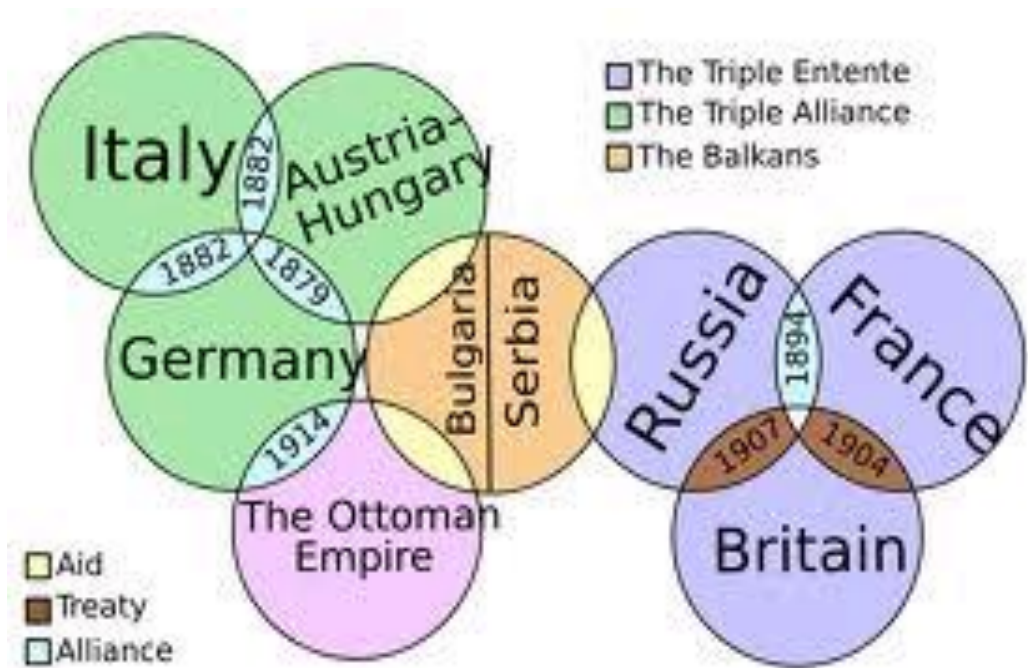 The Triple Entente
The Triple Alliance
The Balkans
Italy
1882
Austria-
Hungary
1882
1879
Germany
Bulgaria
Serbia
Russia
1894
France
1914
1907
1904
The Ottoman
Empire
Britain
Aid
Treaty
Alliance